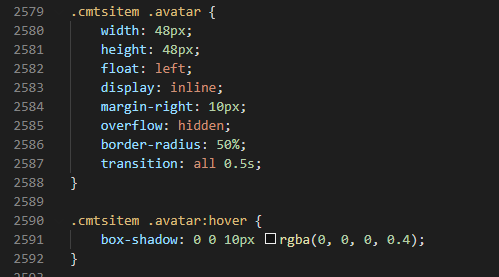 2579 .cmtsitem .avatar {
2580 width: 48px;
2581 height: 48px;
2582 float: left;
2583 display: inline;
2584 margin-right: 10px;
2585 overflow: hidden;
2586 border-radius: 50%;
2587 transition: all 0.5s;
2588 }
2589
2590 .cmtsitem .avatar:hover {
2591 box-shadow: 0 0 10px rgba(0, 0, 0, 0.4);
2592 }